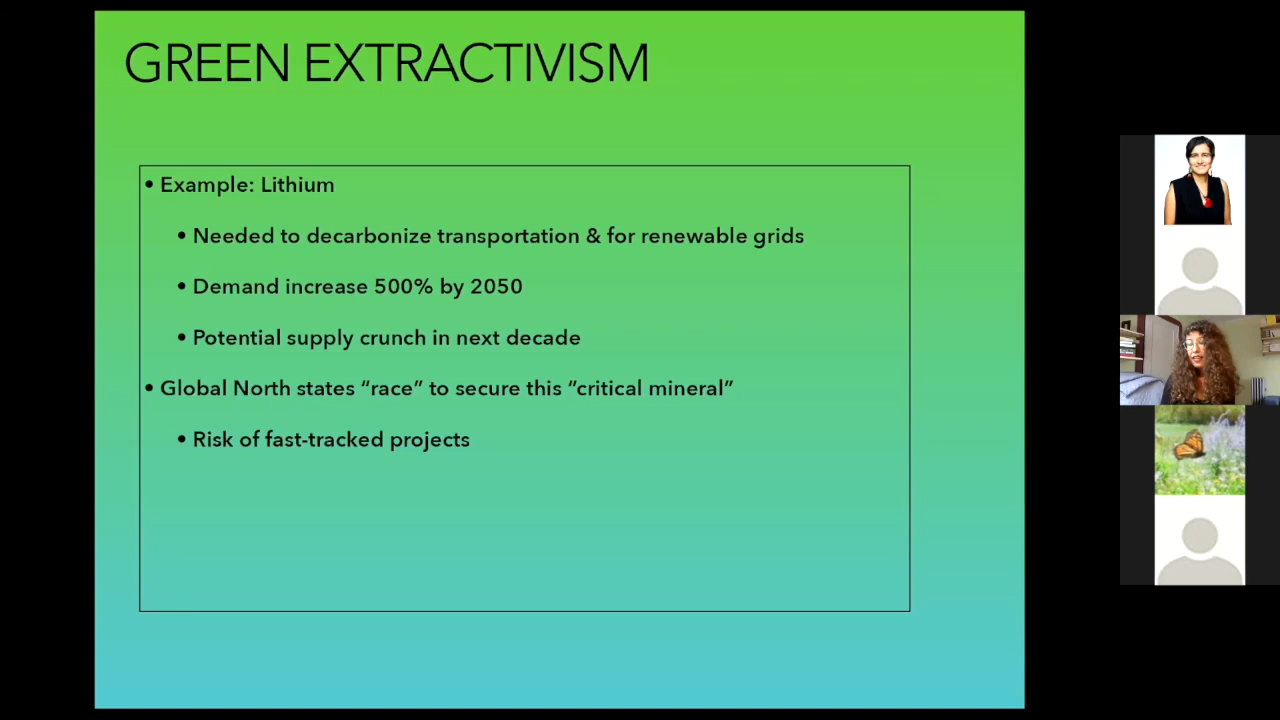 GREEN EXTRACTIVISM
• Example: Lithium
• Needed to decarbonize transportation & for renewable grids
• Demand increase 500% by 2050
• Potential supply crunch in next decade
• Global North states “race” to secure this “critical mineral”
• Risk of fast-tracked projects